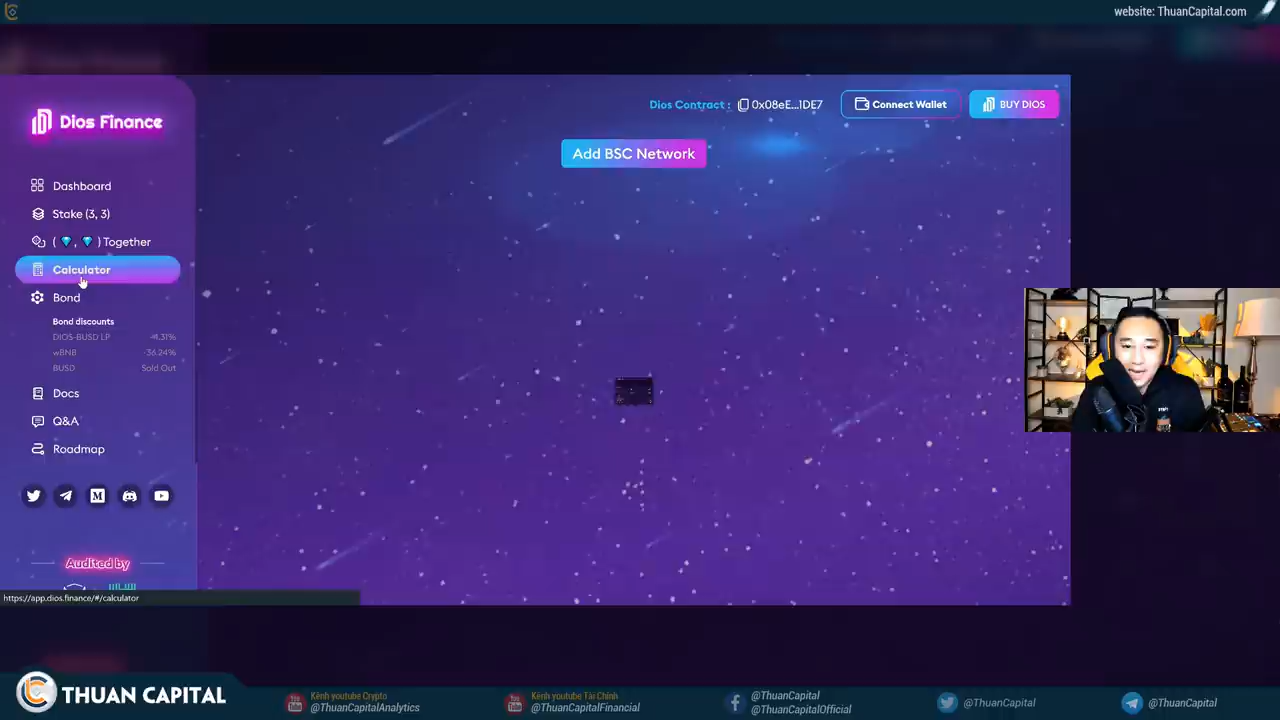 website: ThuanCapital.com
Dios Finance
Dios Contract : 0x08eE...1DE7
Connect Wallet
BUY DIOS
Add BSC Network
Dashboard
Stake (3, 3)
( 💎 , 💎 ) Together
Calculator
Bond
Bond discounts
DIOS-BUSD LP
wBNB -36.24%
BUSD Sold Out
Docs
Q&A
Roadmap
Audited by
https://app.dios.finance/#/calculator
THUAN CAPITAL
Kênh youtube Crypto
@ThuanCapitalAnalytics
Kênh youtube Tài Chính
@ThuanCapitalFinancial
@ThuanCapital
@ThuanCapitalOfficial
@ThuanCapital
@ThuanCapital